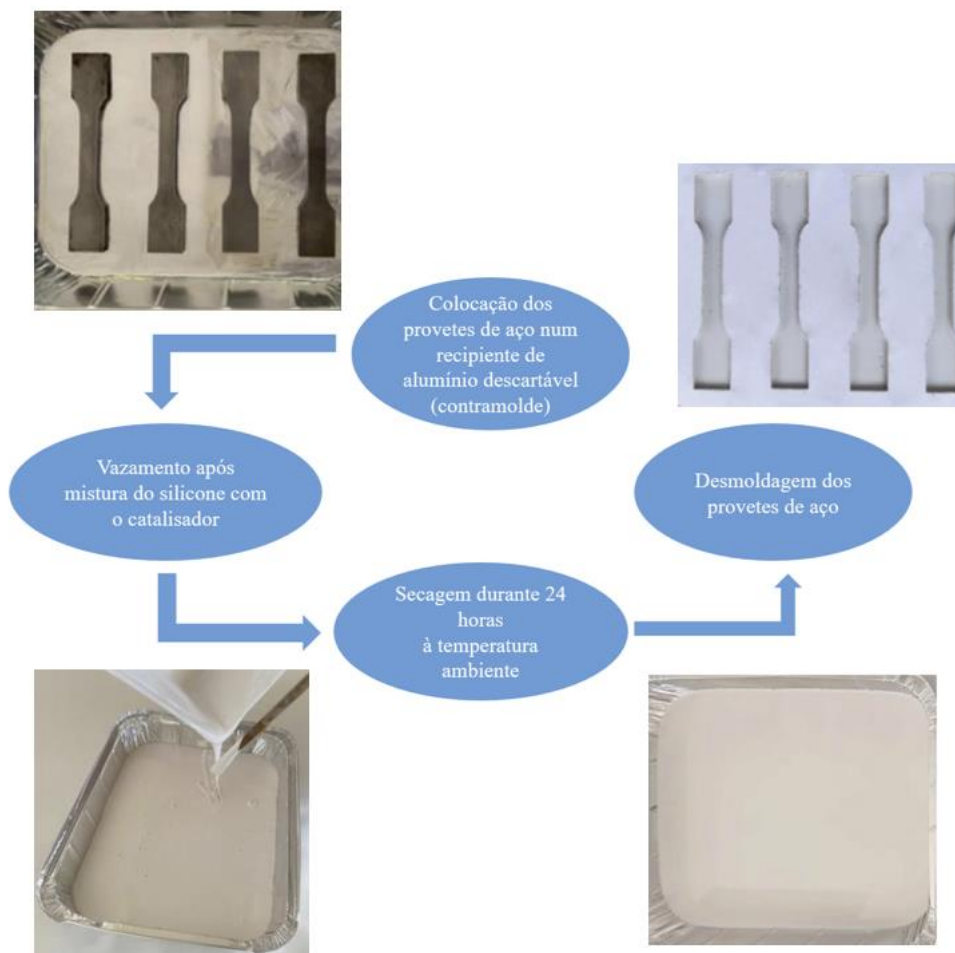 Colocação dos
provetes de aço num
recipiente de
alumínio descartável
(contramolde)
Vazamento após
mistura do silicone com
o catalisador
Secagem durante 24
horas
à temperatura
ambiente
Desmoldagem dos
provetes de aço